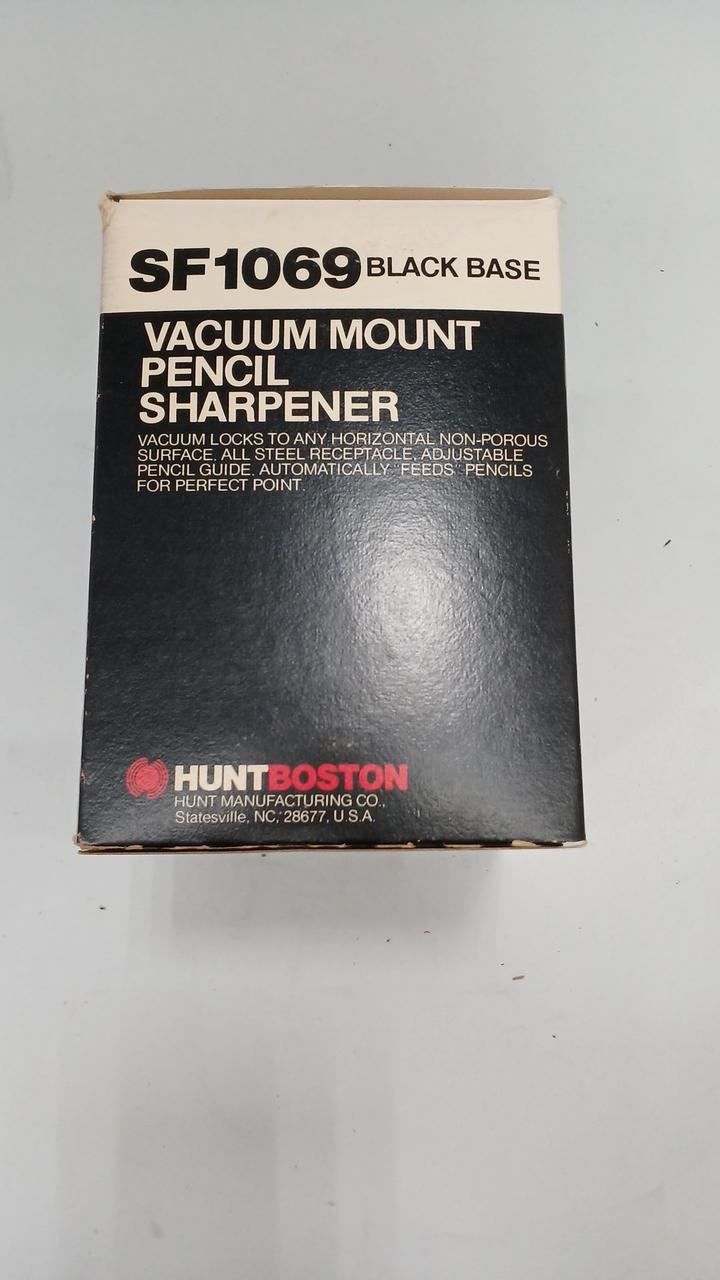 SF1069 BLACK BASE
VACUUM MOUNT
PENCIL
SHARPENER
VACUUM LOCKS TO ANY HORIZONTAL NON-POROUS
SURFACE. ALL STEEL RECEPTACLE. ADJUSTABLE
PENCIL GUIDE. AUTOMATICALLY "FEEDS" PENCILS
FOR PERFECT POINT.
HUNTBOSTON
HUNT MANUFACTURING CO.,
Statesville, NC, 28677, U.S.A.